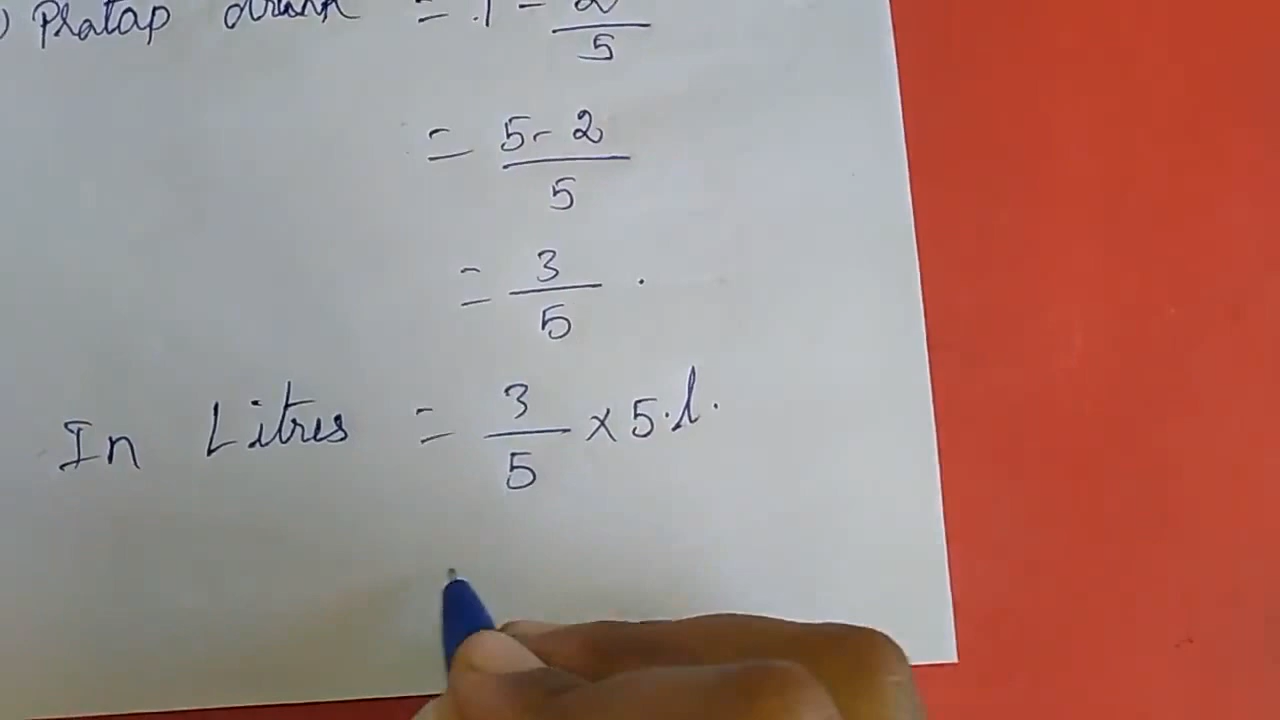 ) Pratap drank = 1 - 2/5
= 5 - 2/5
= 3/5 .
In Litres = 3/5 × 5.l.